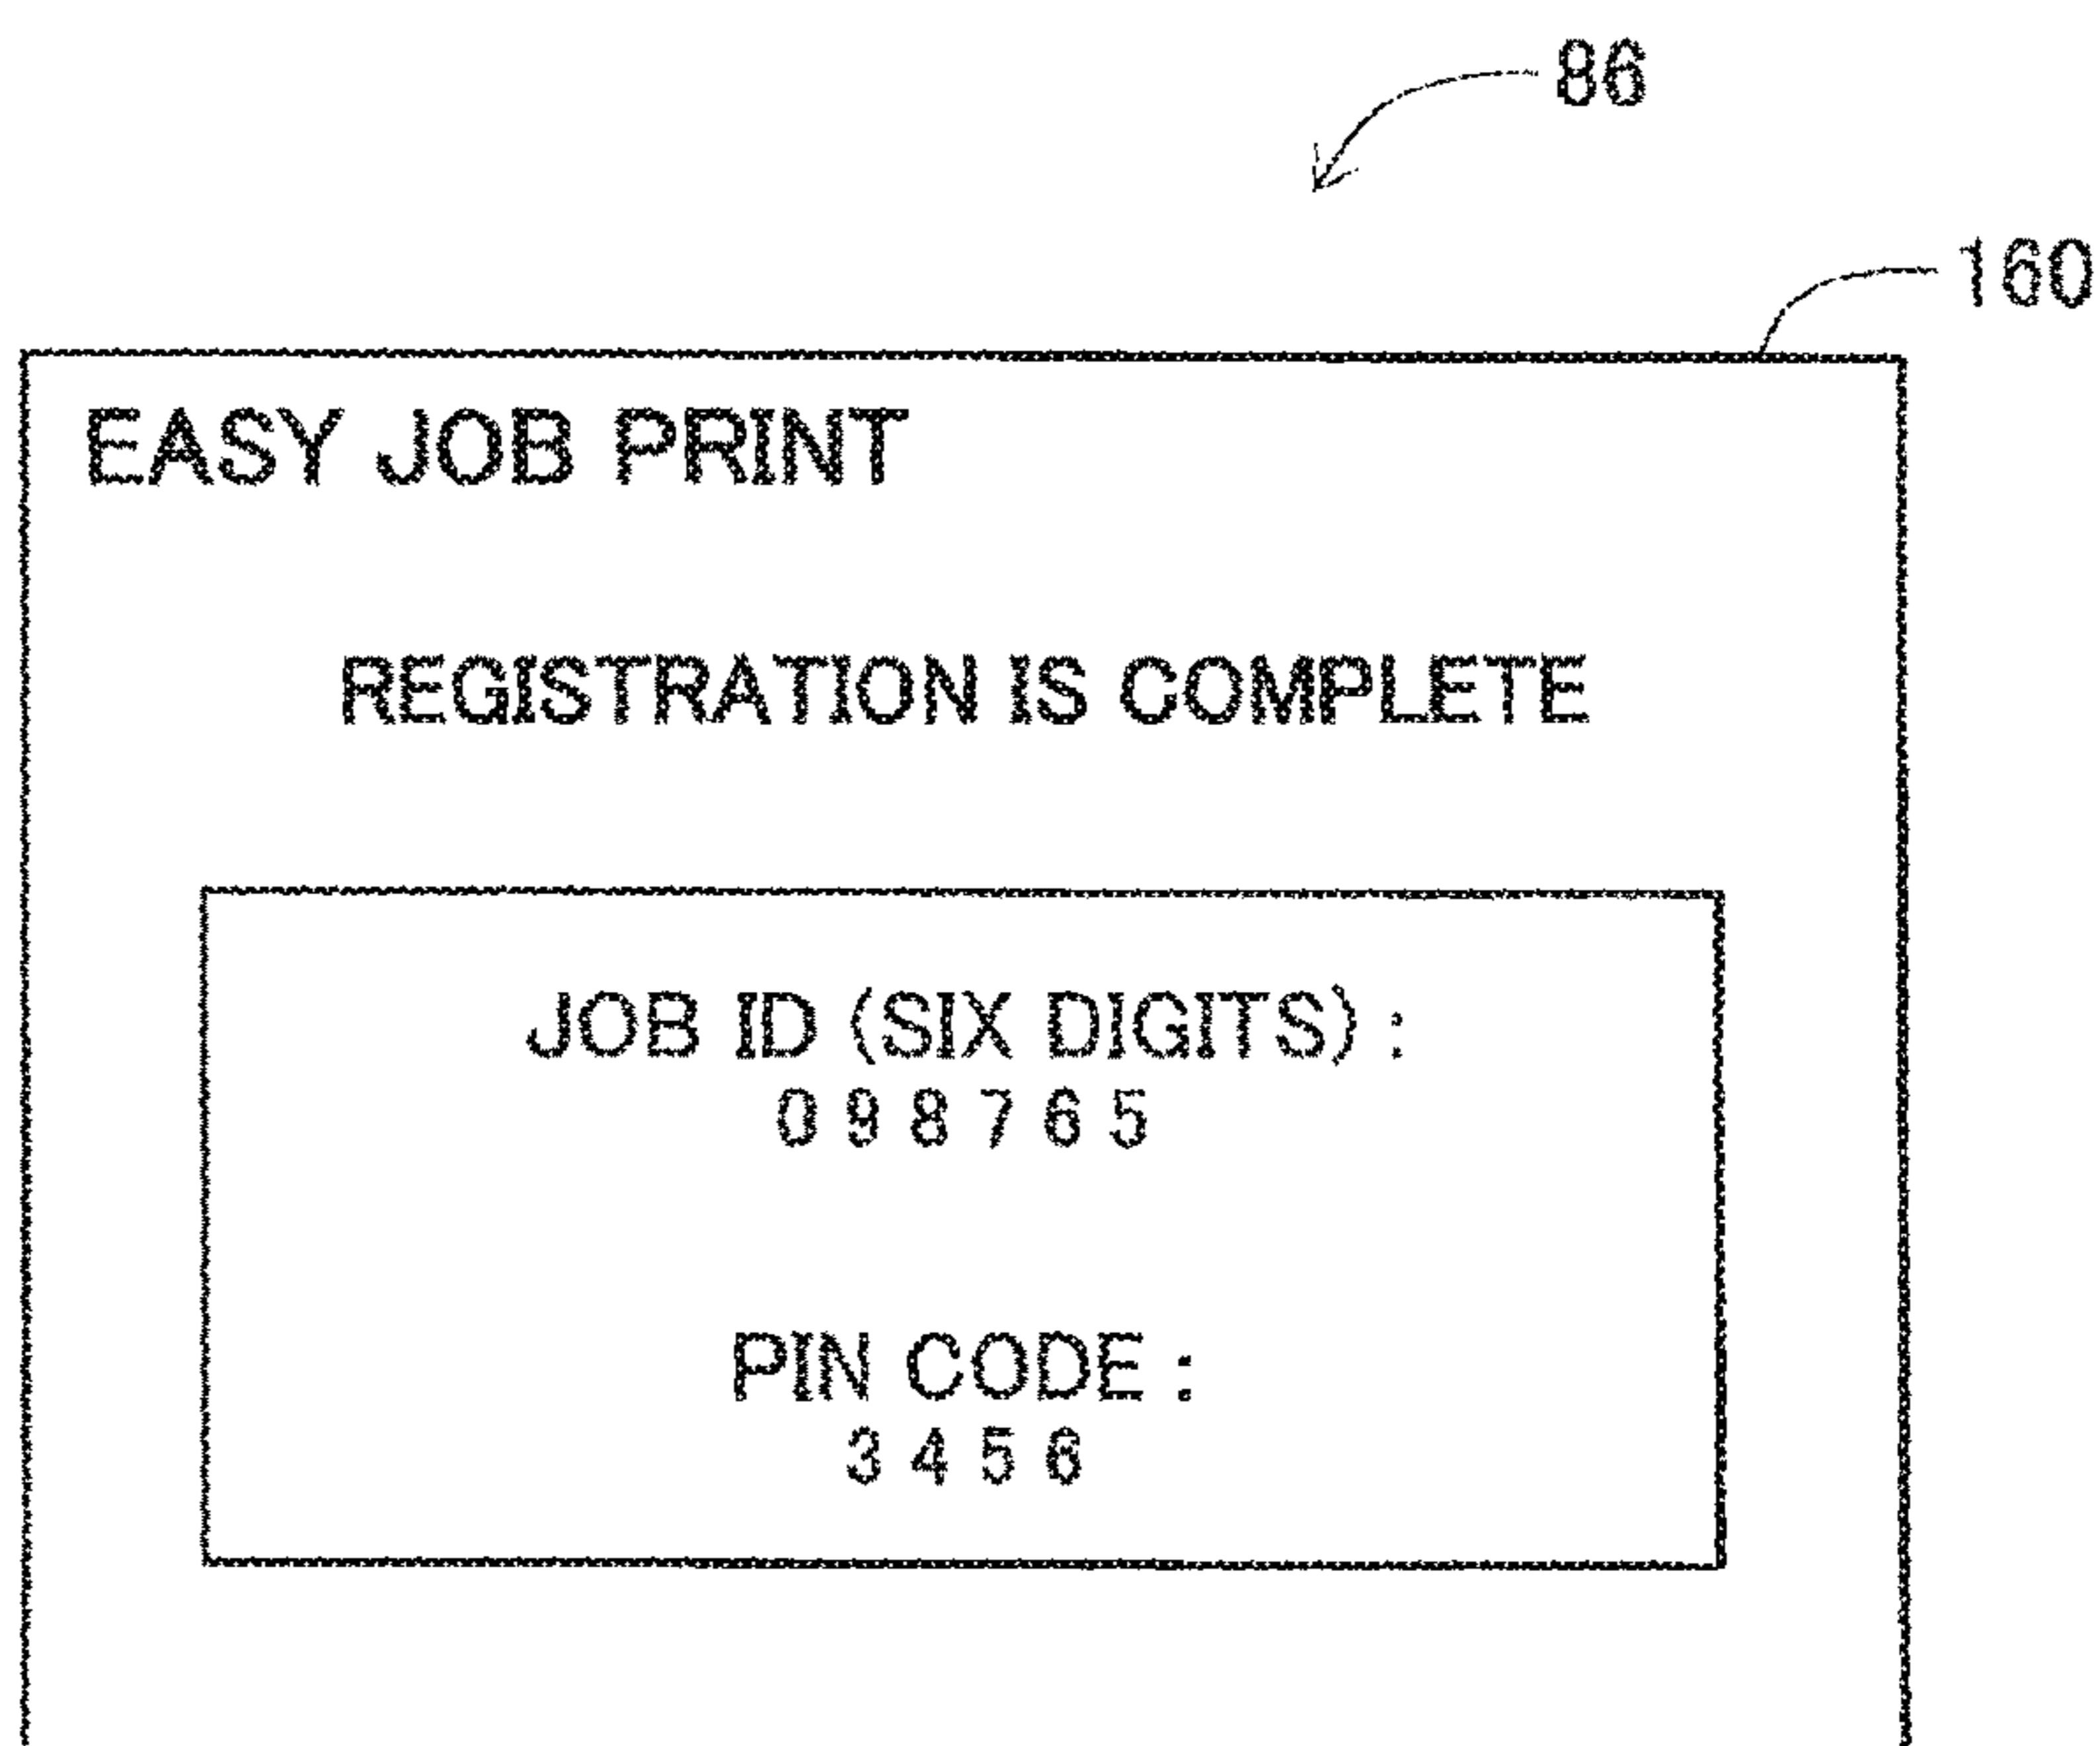 86
160
EASY JOB PRINT
REGISTRATION IS COMPLETE
JOB ID (SIX DIGITS) :
0 9 8 7 6 5
PIN CODE :
3 4 5 6